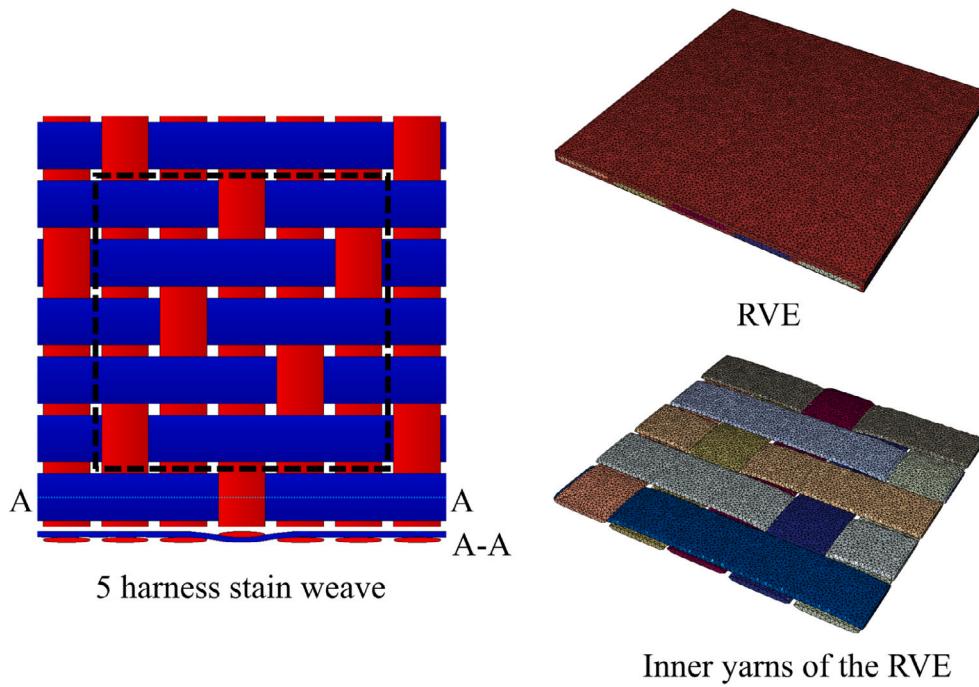 RVE
A
A
A-A
5 harness stain weave
Inner yarns of the RVE